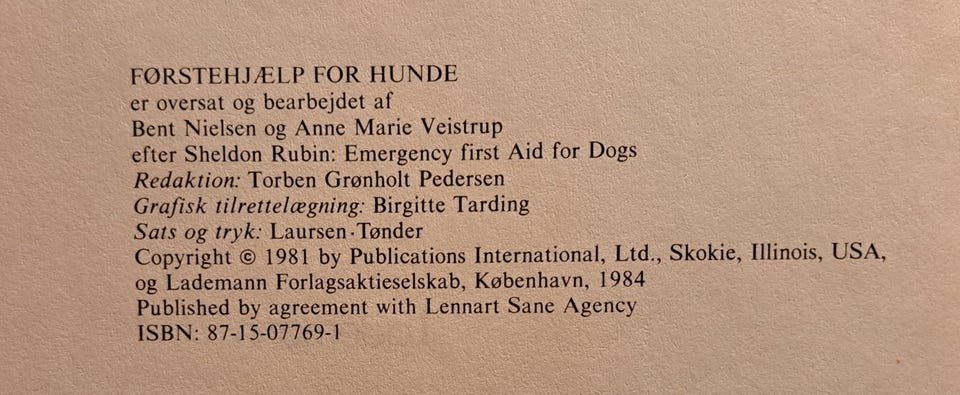 FØRSTEHJÆLP FOR HUNDE
er oversat og bearbejdet af
Bent Nielsen og Anne Marie Veistrup
efter Sheldon Rubin: Emergency first Aid for Dogs
Redaktion: Torben Grønholt Pedersen
Grafisk tilrettelægning: Birgitte Tarding
Sats og tryk: Laursen·Tønder
Copyright © 1981 by Publications International, Ltd., Skokie, Illinois, USA,
og Lademann Forlagsaktieselskab, København, 1984
Published by agreement with Lennart Sane Agency
ISBN: 87-15-07769-1